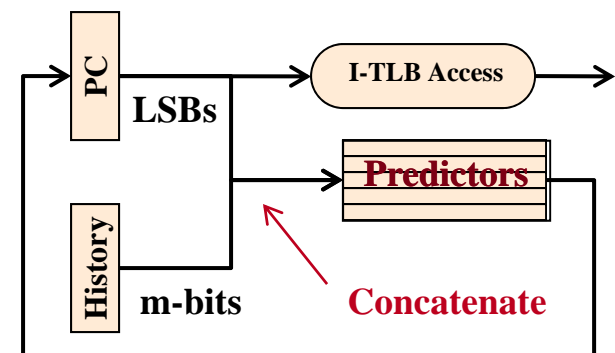 PC
I-TLB Access
LSBs
Predictors
History
m-bits
Concatenate